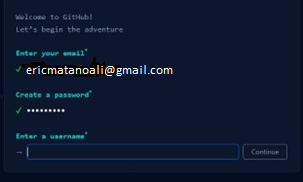 Welcome to GitHub!
Let's begin the adventure
Enter your email*
✓ ericmatanoali@gmail.com
Create a password*
✓ •••••••••
Enter a username*
→ Continue